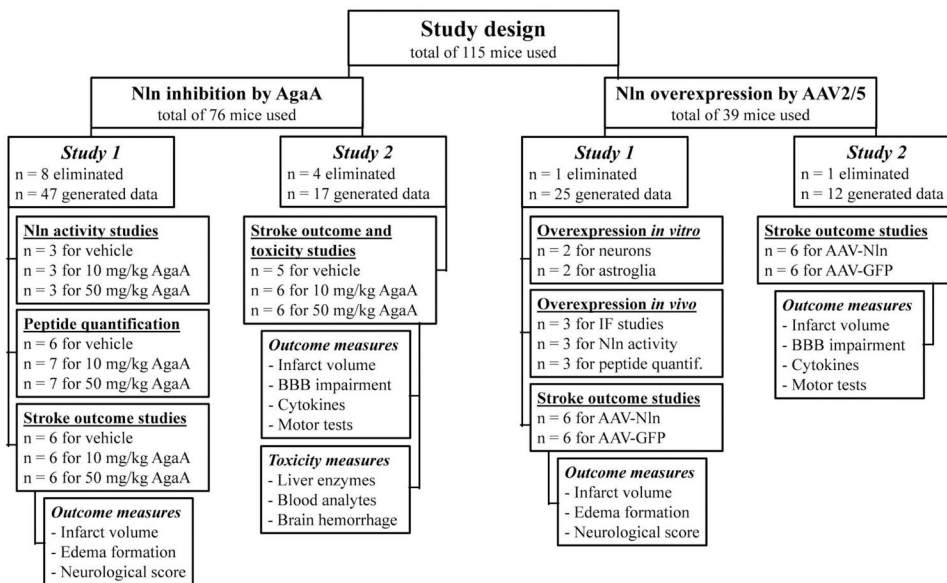 Study design
total of 115 mice used
Nln inhibition by AgaA
total of 76 mice used
Study 1
n = 8 eliminated
n = 47 generated data
Nln activity studies
n = 3 for vehicle
n = 3 for 10 mg/kg AgaA
n = 3 for 50 mg/kg AgaA
Peptide quantification
n = 6 for vehicle
n = 7 for 10 mg/kg AgaA
n = 7 for 50 mg/kg AgaA
Stroke outcome studies
n = 6 for vehicle
n = 6 for 10 mg/kg AgaA
n = 6 for 50 mg/kg AgaA
Outcome measures
- Infarct volume
- Edema formation
- Neurological score
Study 2
n = 4 eliminated
n = 17 generated data
Stroke outcome and
toxicity studies
n = 5 for vehicle
n = 6 for 10 mg/kg AgaA
n = 6 for 50 mg/kg AgaA
Outcome measures
- Infarct volume
- BBB impairment
- Cytokines
- Motor tests
Toxicity measures
- Liver enzymes
- Blood analytes
- Brain hemorrhage
Nln overexpression by AAV2/5
total of 39 mice used
Study 1
n = 1 eliminated
n = 25 generated data
Overexpression in vitro
n = 2 for neurons
n = 2 for astroglia
Overexpression in vivo
n = 3 for IF studies
n = 3 for Nln activity
n = 3 for peptide quantif.
Stroke outcome studies
n = 6 for AAV-Nln
n = 6 for AAV-GFP
Outcome measures
- Infarct volume
- Edema formation
- Neurological score
Study 2
n = 1 eliminated
n = 12 generated data
Stroke outcome studies
n = 6 for AAV-Nln
n = 6 for AAV-GFP
Outcome measures
- Infarct volume
- BBB impairment
- Cytokines
- Motor tests